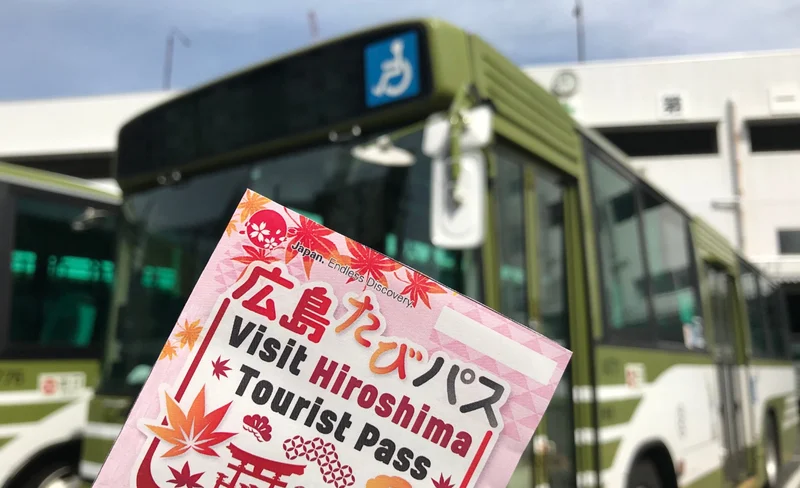 Japan. Endless Discovery.
広島たびパス
Visit Hiroshima
Tourist Pass